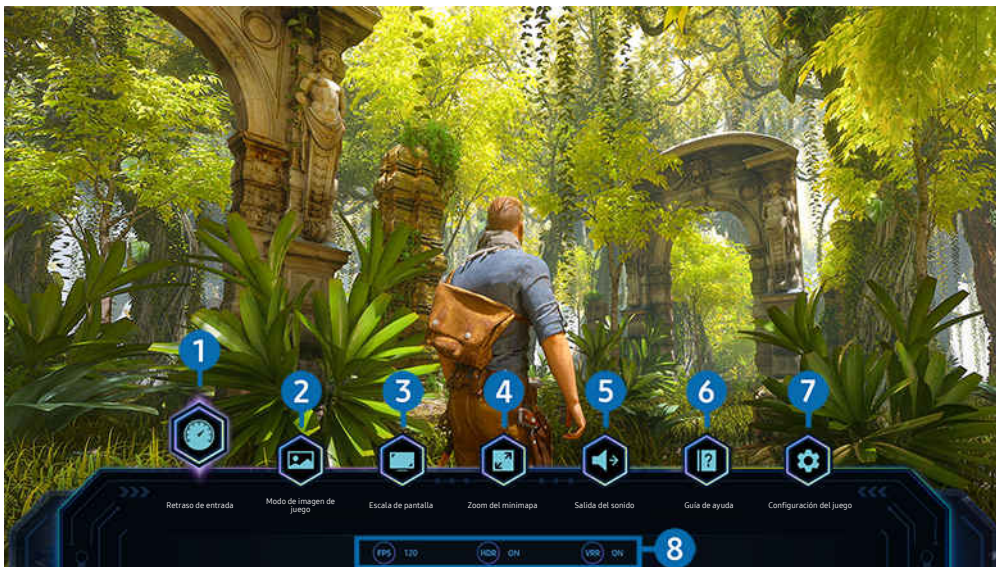 1
2
3
4
5
6
7
Retraso de entrada
Modo de imagen de
juego
Escala de pantalla
Zoom del minimapa
Salida del sonido
Guía de ayuda
Configuración del juego
FPS 120 HDR ON VRR ON 8